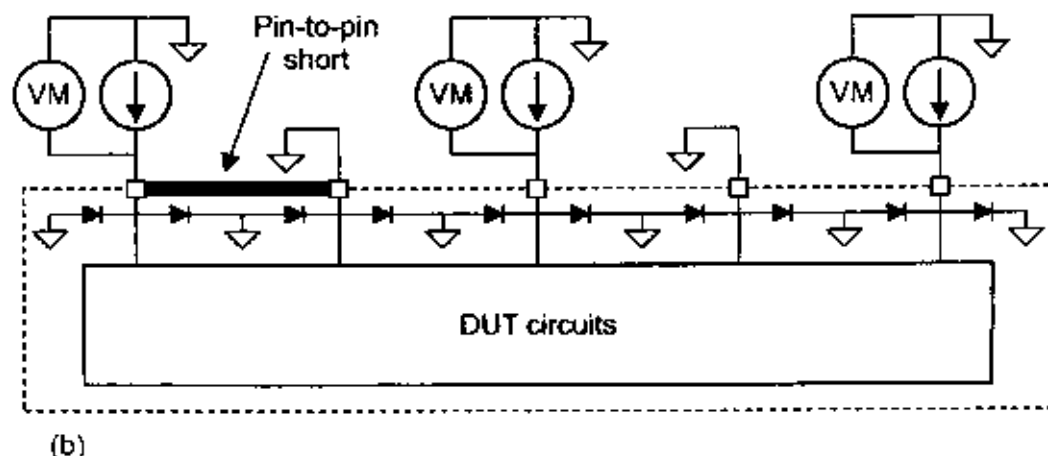 Pin-to-pin
short
VM
VM
VM
DUT circuits
(b)